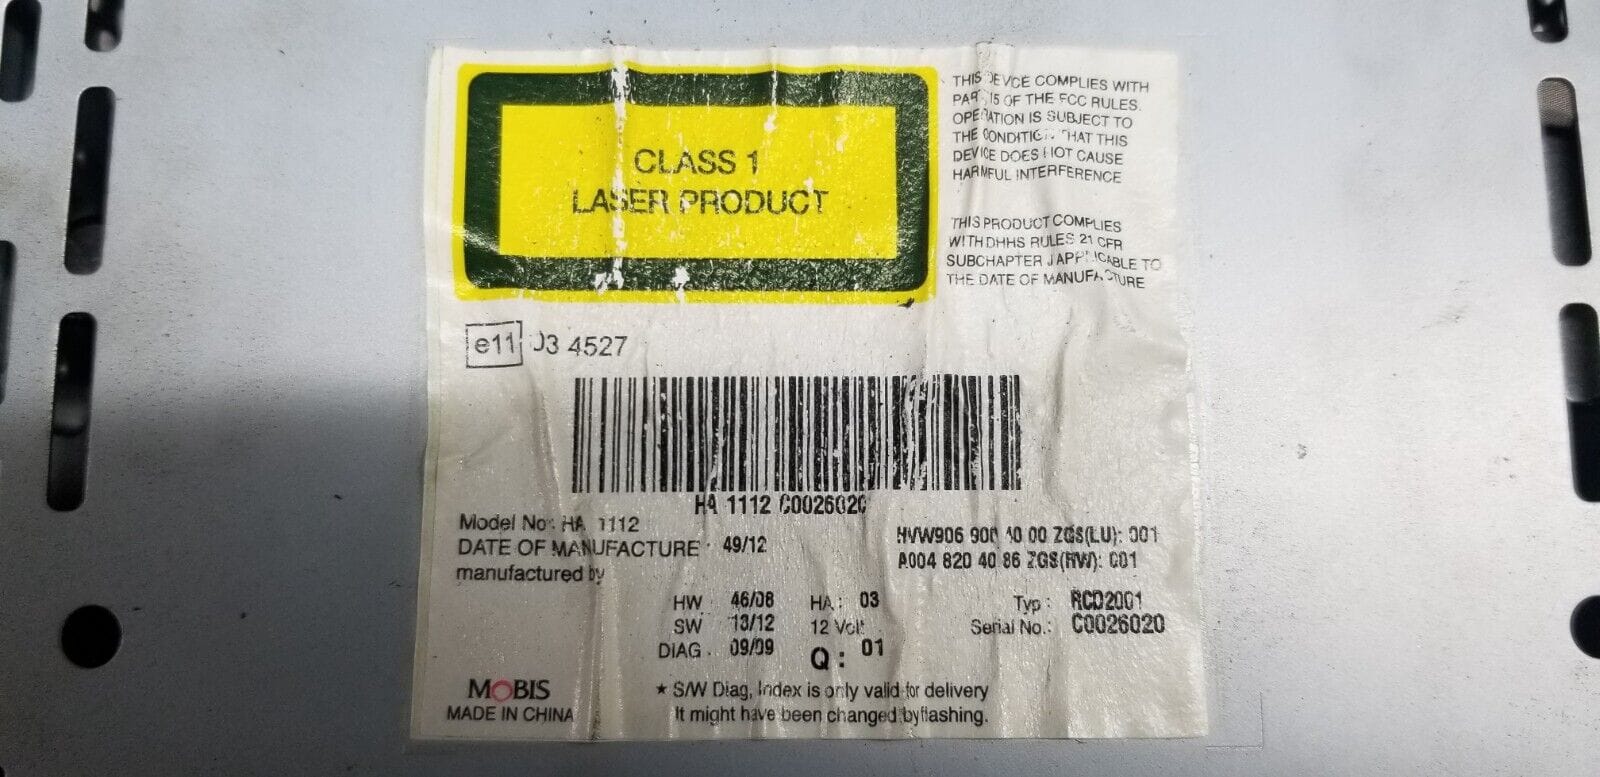 CLASS 1
LASER PRODUCT
THIS DEVCE COMPLIES WITH
PART 15 OF THE FCC RULES.
OPERATION IS SUBJECT TO
THE CONDITION THAT THIS
DEVICE DOES NOT CAUSE
HARMFUL INTERFERENCE
THIS PRODUCT COMPLIES
WITH DHHS RULES 21 CFR
SUBCHAPTER J APPLICABLE TO
THE DATE OF MANUFACTURE
e11 03 4527
HA 1112 C0026020
Model No: HA 1112
DATE OF MANUFACTURE : 49/12
manufactured by
HVW906 900 40 00 ZGS(LU): 001
A004 820 40 86 ZGS(HW): 001
HW 46/08 HA: 03
SW 13/12 12 Volt
DIAG. 09/09 Q: 01
Typ: RCD2001
Serial No.: C0026020
★ S/W Diag, Index is only valid for delivery
It might have been changed by flashing.
MOBIS
MADE IN CHINA